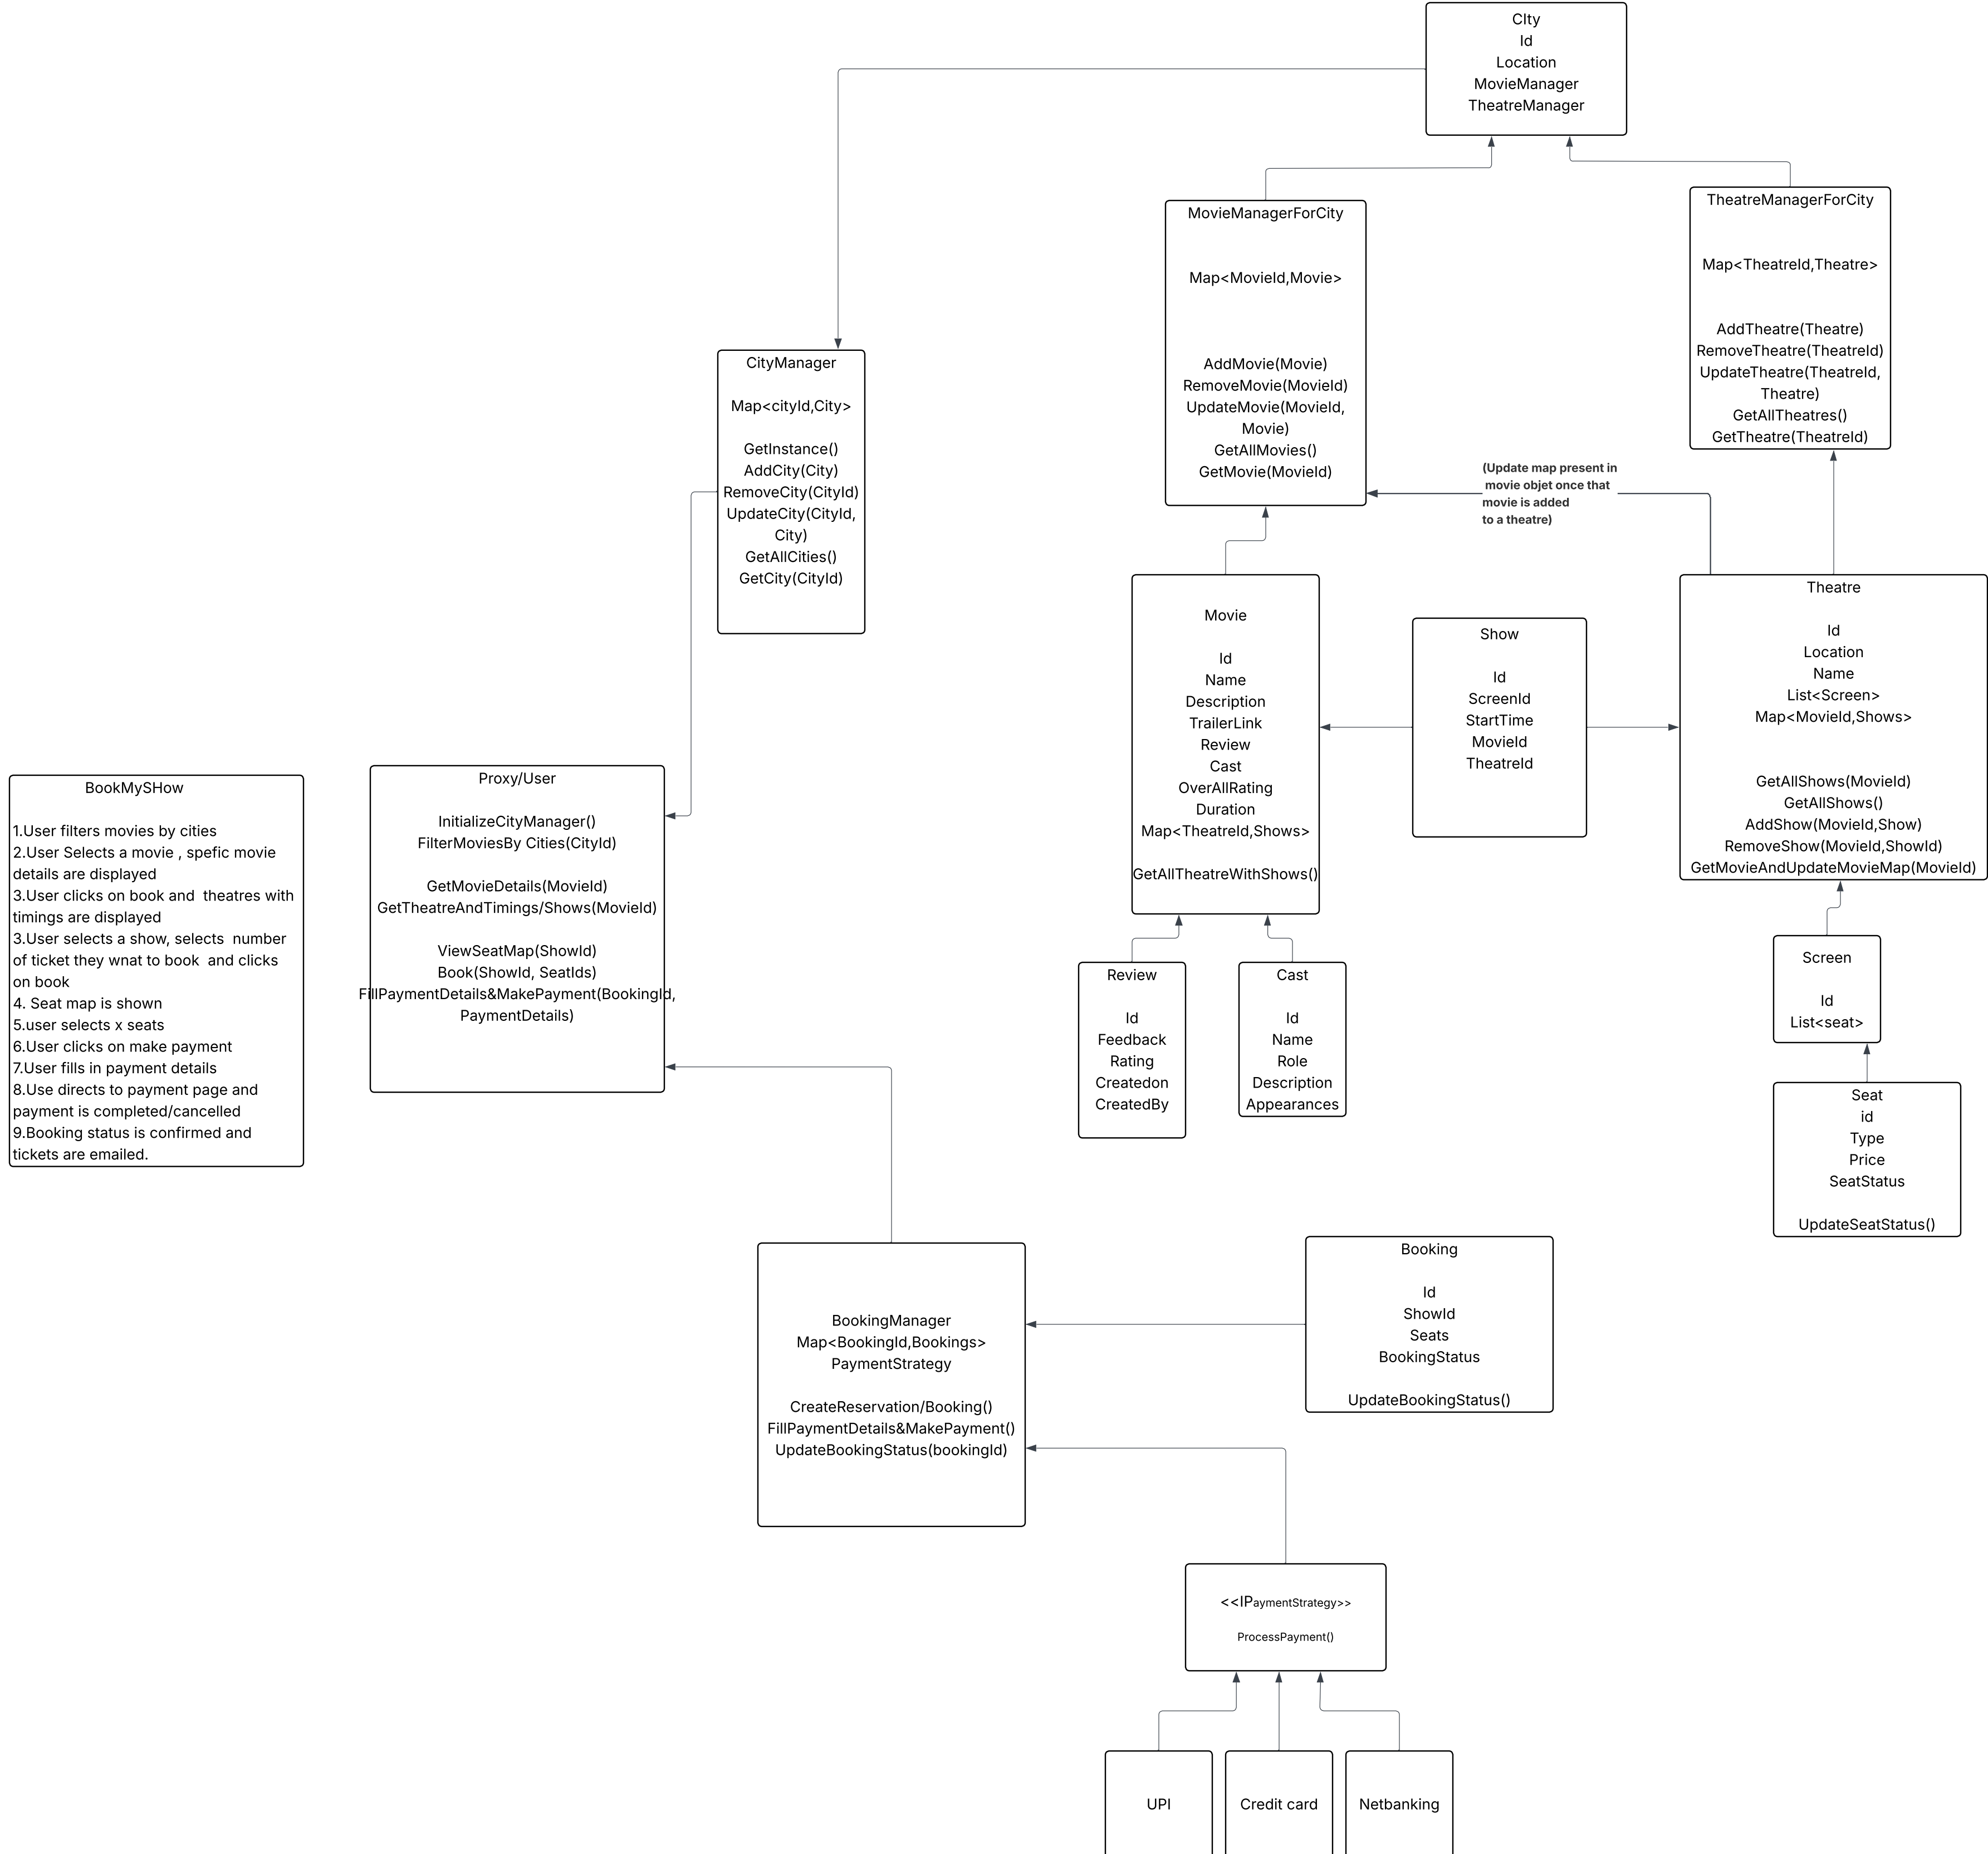 CIty
Id
Location
MovieManager
TheatreManager
MovieManagerForCity
Map<MovieId,Movie>
AddMovie(Movie)
RemoveMovie(MovieId)
UpdateMovie(MovieId,
Movie)
GetAllMovies()
GetMovie(MovieId)
TheatreManagerForCity
Map<TheatreId,Theatre>
AddTheatre(Theatre)
RemoveTheatre(TheatreId)
UpdateTheatre(TheatreId,
Theatre)
GetAllTheatres()
GetTheatre(TheatreId)
CityManager
Map<cityId,City>
GetInstance()
AddCity(City)
RemoveCity(CityId)
UpdateCity(CityId,
City)
GetAllCities()
GetCity(CityId)
(Update map present in
movie objet once that
movie is added
to a theatre)
Movie
Id
Name
Description
TrailerLink
Review
Cast
OverAllRating
Duration
Map<TheatreId,Shows>
GetAllTheatreWithShows()
Show
Id
ScreenId
StartTime
MovieId
TheatreId
Theatre
Id
Location
Name
List<Screen>
Map<MovieId,Shows>
GetAllShows(MovieId)
GetAllShows()
AddShow(MovieId,Show)
RemoveShow(MovieId,ShowId)
GetMovieAndUpdateMovieMap(MovieId)
BookMySHow
1.User filters movies by cities
2.User Selects a movie , spefic movie
details are displayed
3.User clicks on book and  theatres with
timings are displayed
3.User selects a show, selects  number
of ticket they wnat to book  and clicks
on book
4. Seat map is shown
5.user selects x seats
6.User clicks on make payment
7.User fills in payment details
8.Use directs to payment page and
payment is completed/cancelled
9.Booking status is confirmed and
tickets are emailed.
Proxy/User
InitializeCityManager()
FilterMoviesBy Cities(CityId)
GetMovieDetails(MovieId)
GetTheatreAndTimings/Shows(MovieId)
ViewSeatMap(ShowId)
Book(ShowId, SeatIds)
FillPaymentDetails&MakePayment(BookingId,
PaymentDetails)
Review
Id
Feedback
Rating
Createdon
CreatedBy
Cast
Id
Name
Role
Description
Appearances
Screen
Id
List<seat>
Seat
id
Type
Price
SeatStatus
UpdateSeatStatus()
BookingManager
Map<BookingId,Bookings>
PaymentStrategy
CreateReservation/Booking()
FillPaymentDetails&MakePayment()
UpdateBookingStatus(bookingId)
Booking
Id
ShowId
Seats
BookingStatus
UpdateBookingStatus()
<<IPaymentStrategy>>
ProcessPayment()
UPI
Credit card
Netbanking